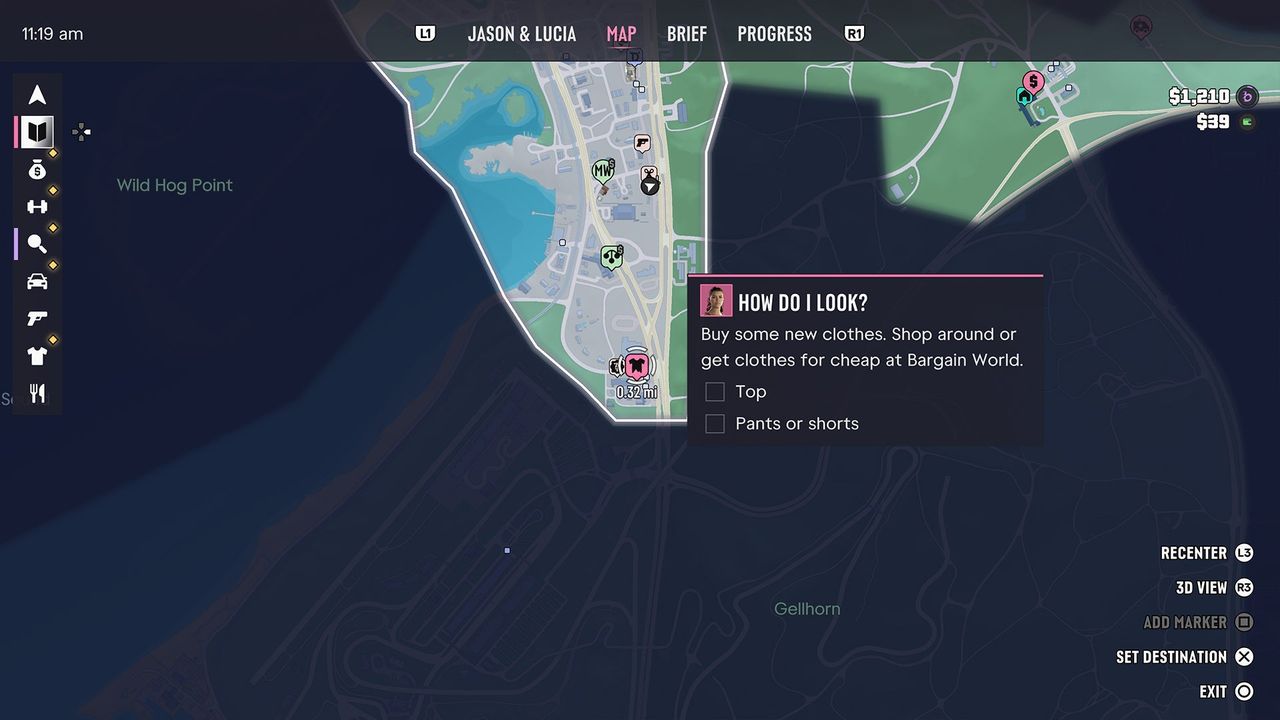 11:19 am
L1
JASON & LUCIA
MAP
BRIEF
PROGRESS
R1
$1,210
$39
Wild Hog Point
MW
$
HOW DO I LOOK?
Buy some new clothes. Shop around or
get clothes for cheap at Bargain World.
Top
Pants or shorts
0.32 mi
Gellhorn
RECENTER L3
3D VIEW R3
ADD MARKER
SET DESTINATION
EXIT